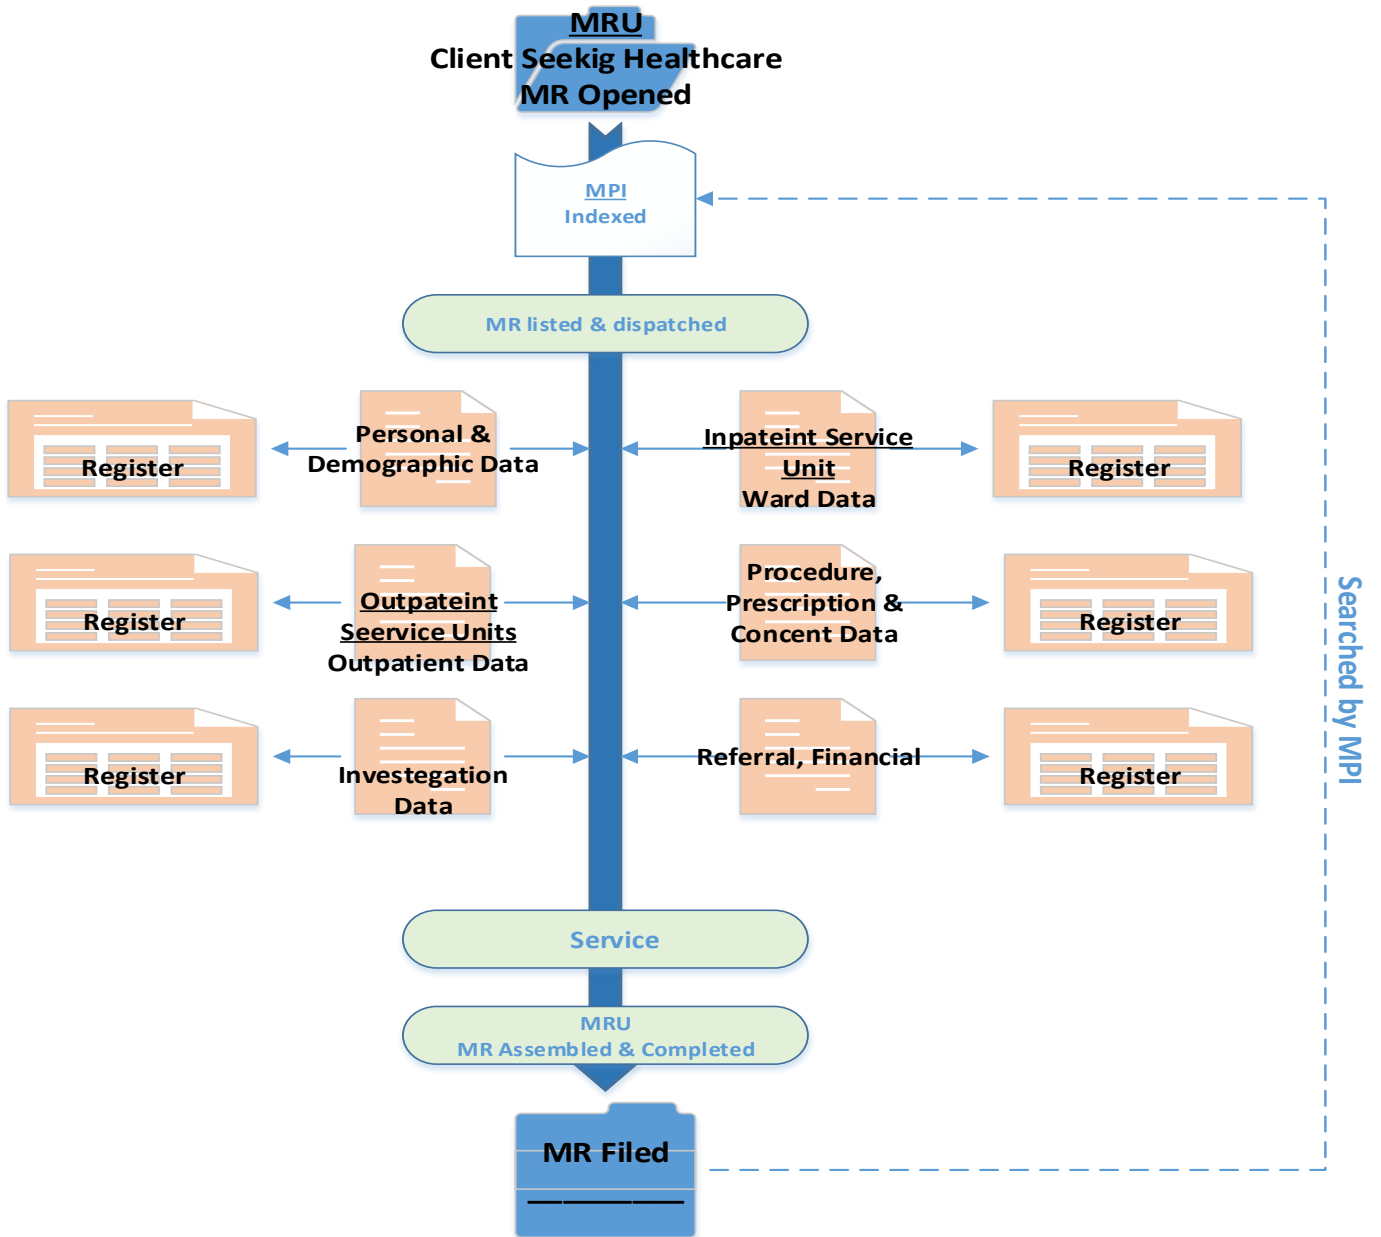 MRU
Client Seekig Healthcare
MR Opened
MPI
Indexed
MR listed & dispatched
Register
Personal &
Demographic Data
Inpateint Service
Unit
Ward Data
Register
Register
Outpateint
Seervice Units
Outpatient Data
Procedure,
Prescription &
Concent Data
Register
Register
Investegation
Data
Referral, Financial
Register
Searched by MPI
Service
MRU
MR Assembled & Completed
MR Filed